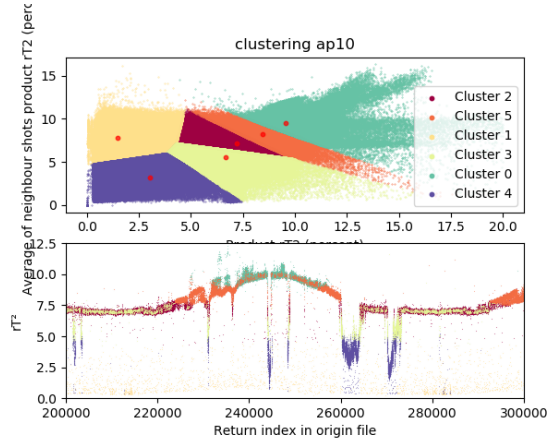 clustering ap10
Average of neighbour shots product rT2
15
10
5
0
Cluster 2
Cluster 5
Cluster 1
Cluster 3
Cluster 0
Cluster 4
0.0 2.5 5.0 7.5 10.0 12.5 15.0 17.5 20.0
Product rT2 (percent)
rT²
12.5
10.0
7.5
5.0
2.5
200000 220000 240000 260000 280000 300000
Return index in origin file